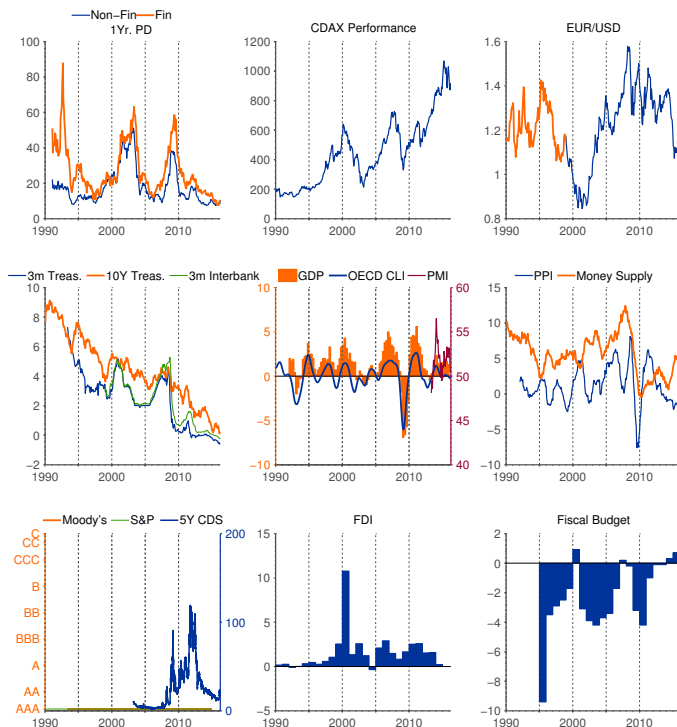 Non−Fin Fin
1Yr. PD
100
80
60
40
20
0
1990 2000 2010
CDAX Performance
1200
1000
800
600
400
200
0
1990 2000 2010
EUR/USD
1.6
1.4
1.2
1
0.8
1990 2000 2010
3m Treas. 10Y Treas. 3m Interbank
10
8
6
4
2
0
−2
1990 2000 2010
GDP OECD CLI PMI
10 60
5 55
0 50
−5 45
−10 40
1990 2000 2010
PPI Money Supply
15
10
5
0
−5
−10
1990 2000 2010
Moody's S&P 5Y CDS
C 200
CC
CCC
B
BB 100
BBB
A
AA
AAA 0
1990 2000 2010
FDI
15
10
5
0
−5
1990 2000 2010
Fiscal Budget
2
0
−2
−4
−6
−8
−10
1990 2000 2010